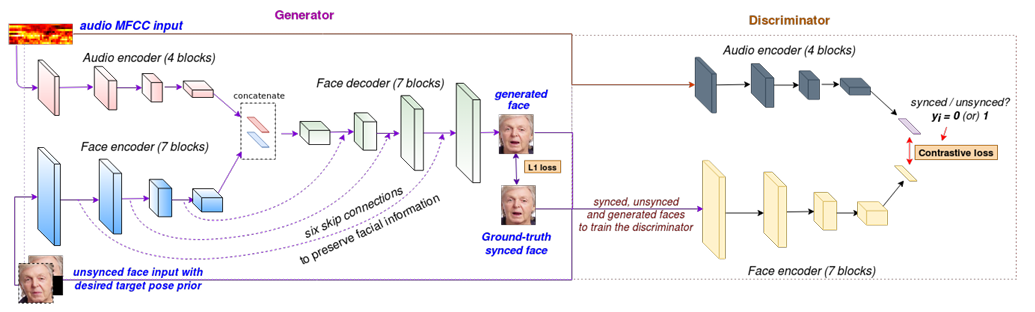 Generator
Discriminator
audio MFCC input
Audio encoder (4 blocks)
Face decoder (7 blocks)
concatenate
Face encoder (7 blocks)
generated
face
L1 loss
Ground-truth
synced face
six skip connections
to preserve facial information
unsynced face input with
desired target pose prior
Audio encoder (4 blocks)
synced / unsynced?
yi = 0 (or) 1
Contrastive loss
synced, unsynced
and generated faces
to train the discriminator
Face encoder (7 blocks)